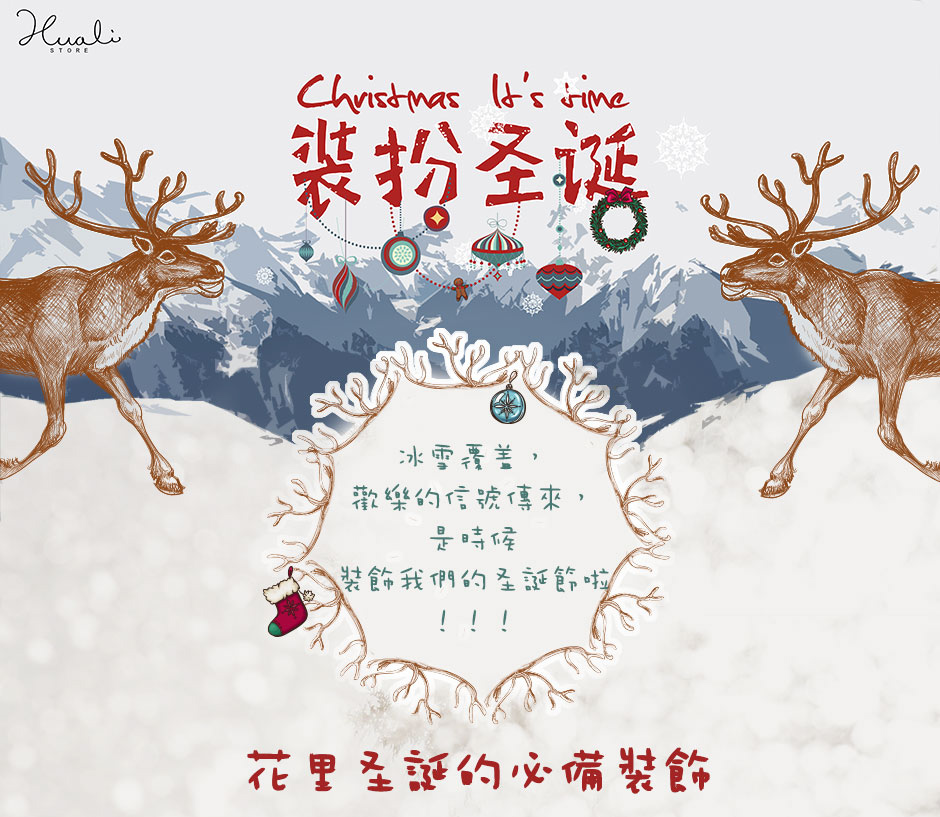 Huali
STORE
Christmas It's time
装扮圣诞
冰雪覆蓋，
歡樂的信號傳來，
是時候
裝飾我們的圣誕節啦
！！！
花里圣誕的必備裝飾